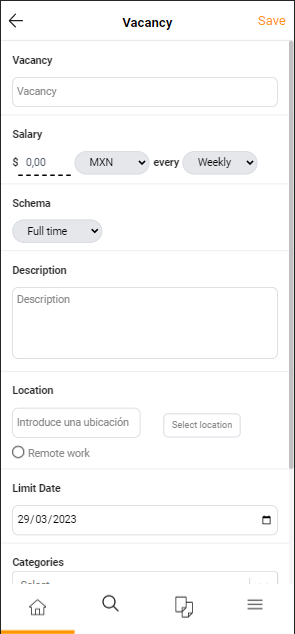 Vacancy
Save
Vacancy
Vacancy
Salary
$ 0,00 MXN every Weekly
Schema
Full time
Description
Description
Location
Introduce una ubicación Select location
Remote work
Limit Date
29/03/2023
Categories
Select